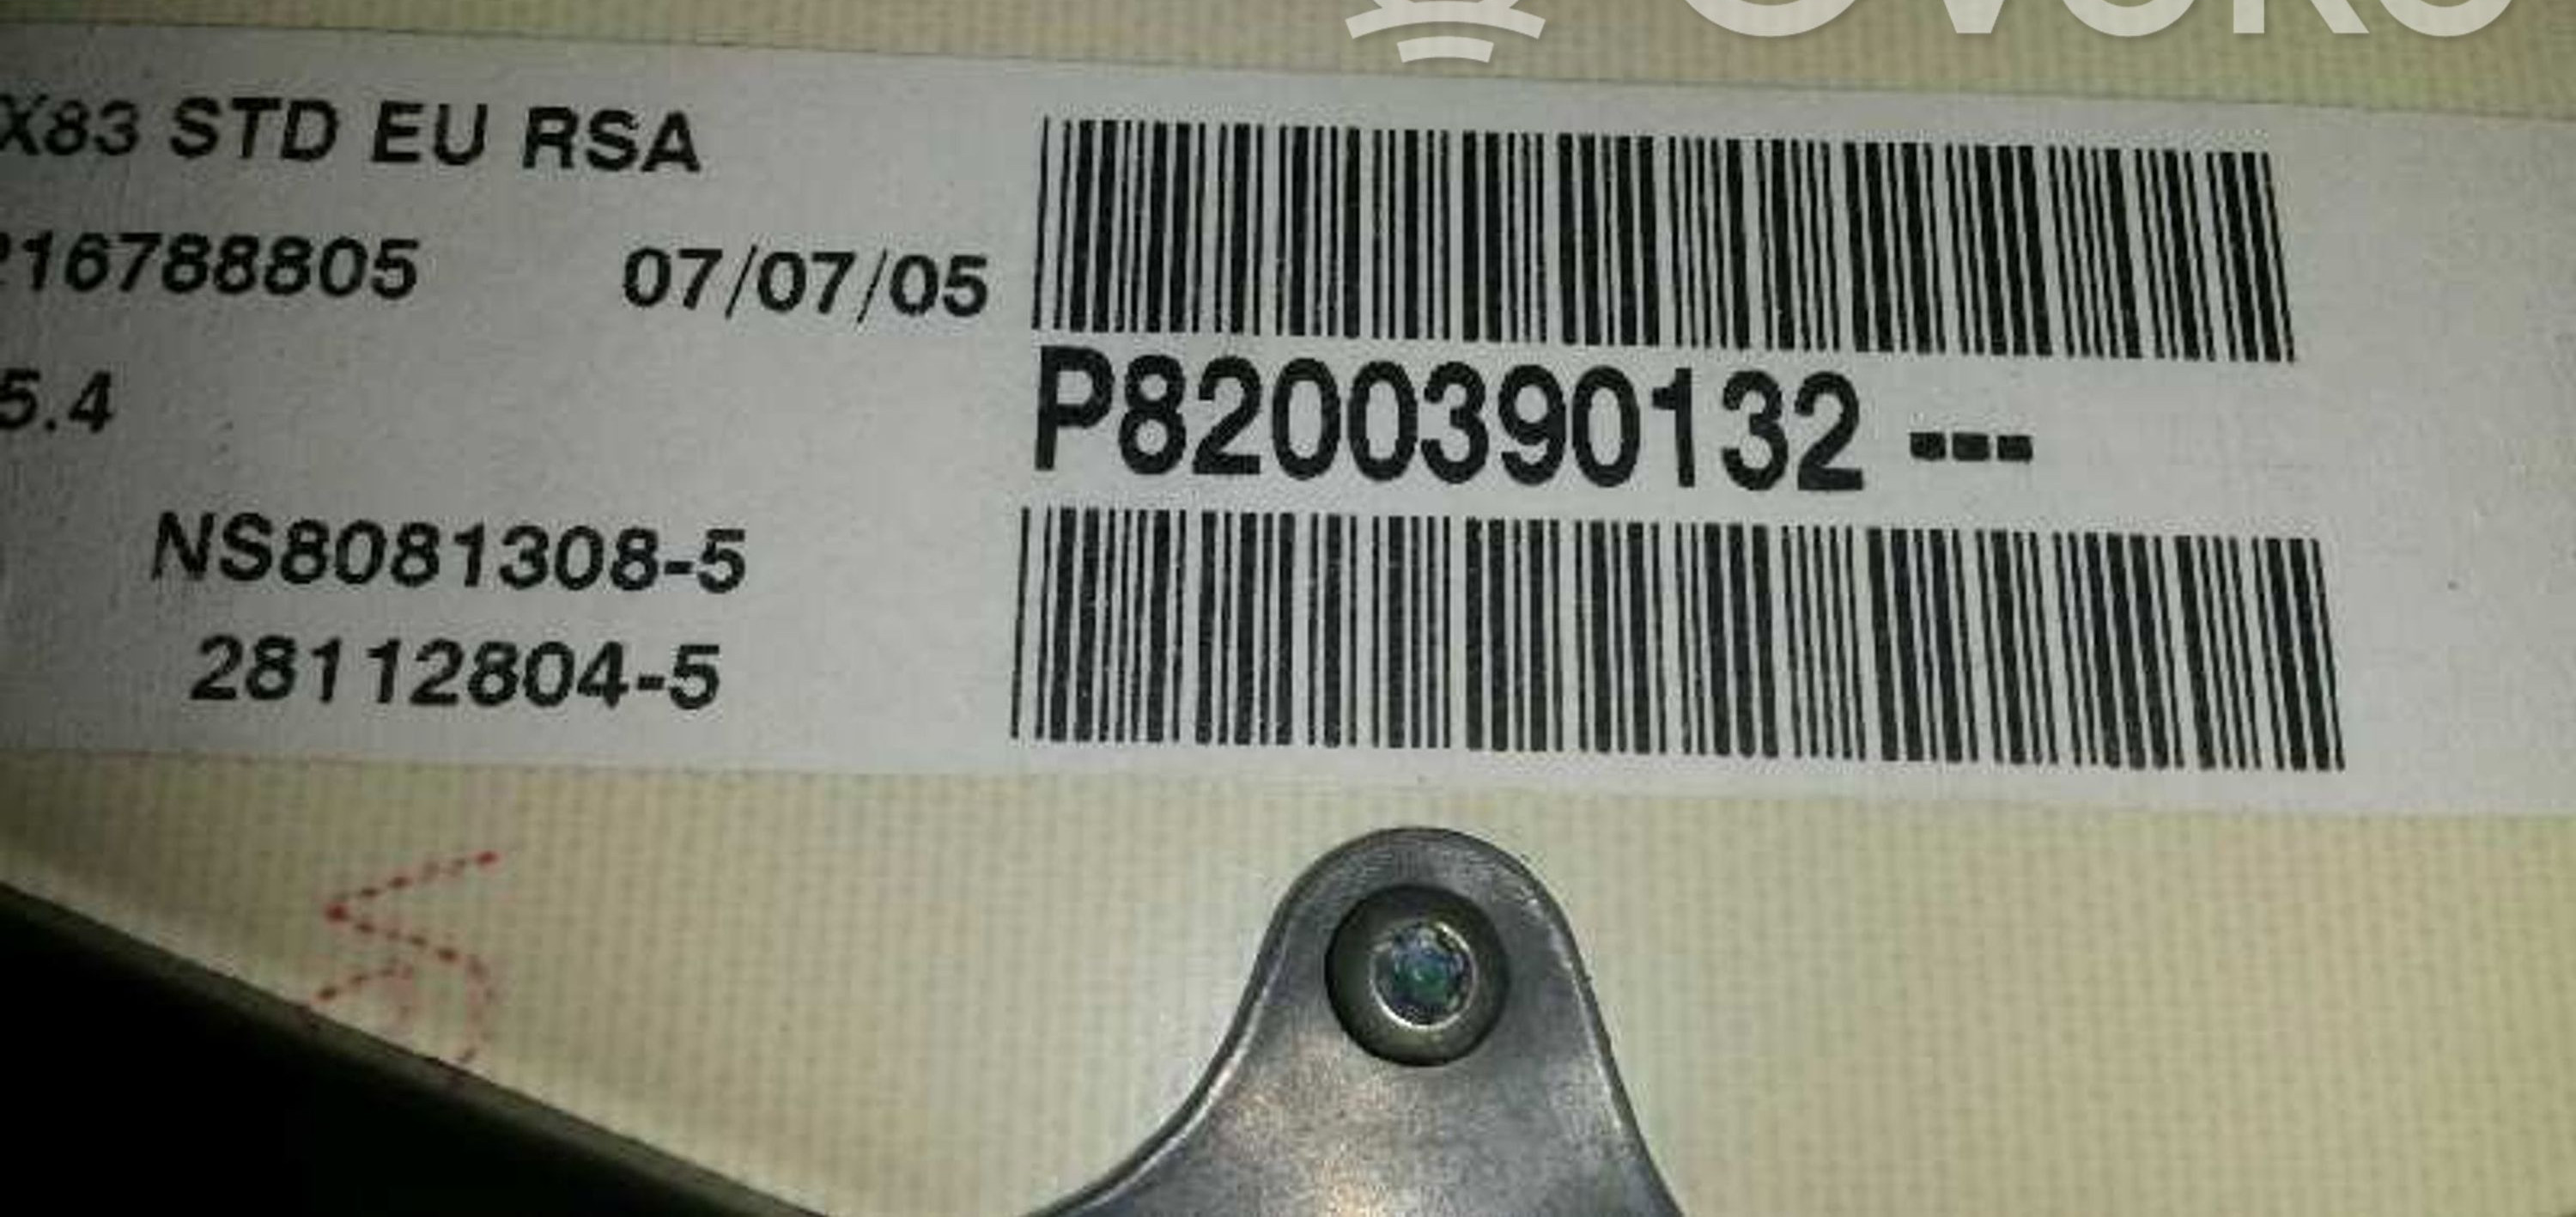 X83 STD EU RSA
216788805 07/07/05
5.4
P8200390132 ---
NS8081308-5
28112804-5